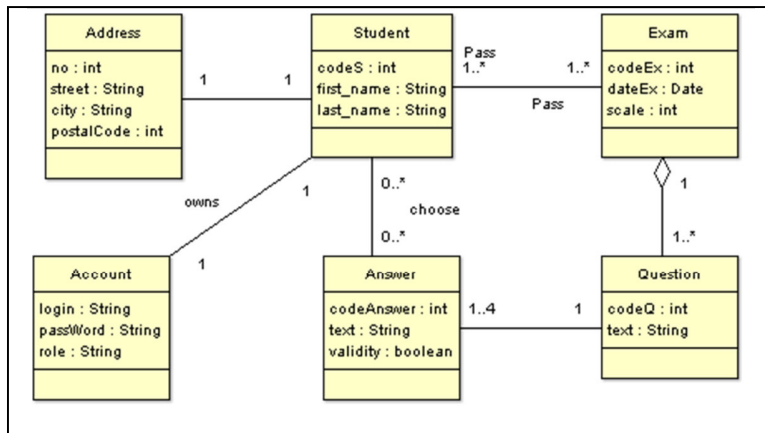 Address
no : int
street : String
city : String
postalCode : int
1
1
Student
codeS : int
first_name : String
last_name : String
Pass
1..*
1..*
Pass
Exam
codeEx : int
dateEx : Date
scale : int
owns
1
1
0..*
choose
0..*
1
1..*
Account
login : String
passWord : String
role : String
Answer
codeAnswer : int
text : String
validity : boolean
1..4
1
Question
codeQ : int
text : String